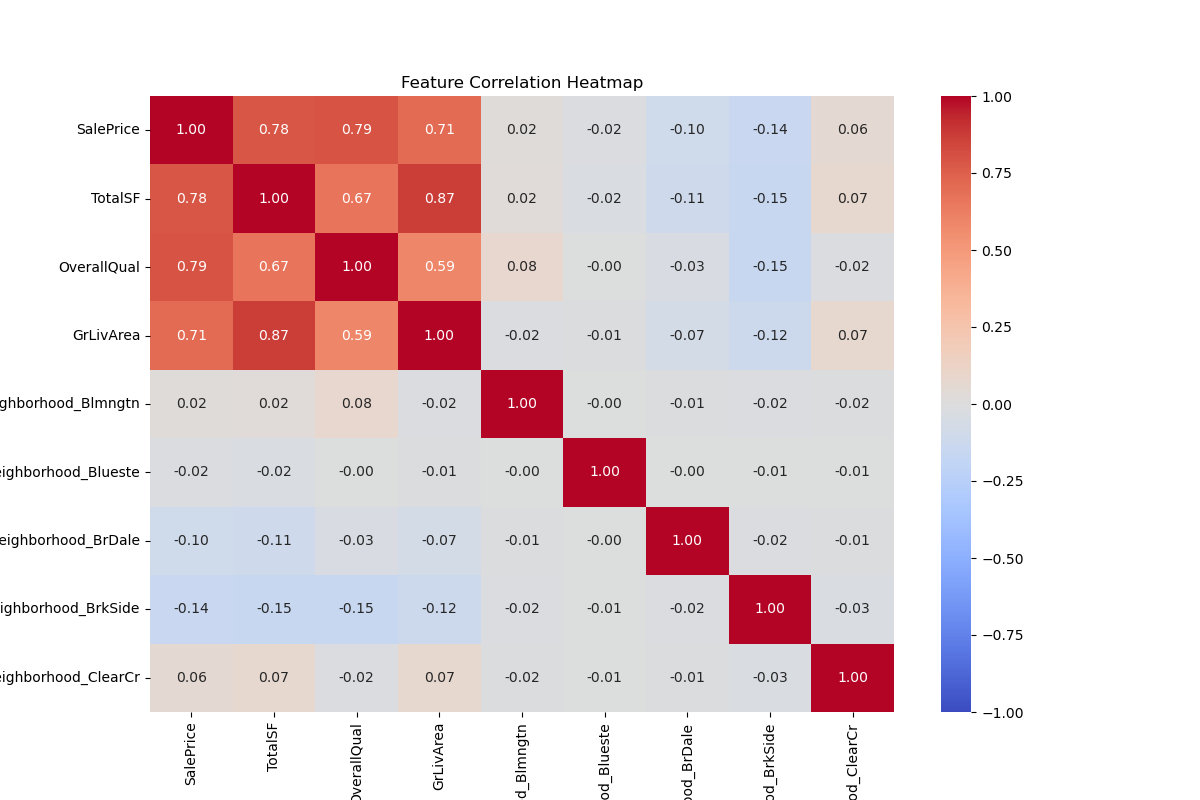 Feature Correlation Heatmap
SalePrice 1.00 0.78 0.79 0.71 0.02 -0.02 -0.10 -0.14 0.06
TotalSF 0.78 1.00 0.67 0.87 0.02 -0.02 -0.11 -0.15 0.07
OverallQual 0.79 0.67 1.00 0.59 0.08 -0.00 -0.03 -0.15 -0.02
GrLivArea 0.71 0.87 0.59 1.00 -0.02 -0.01 -0.07 -0.12 0.07
ghborhood_Blmngtn 0.02 0.02 0.08 -0.02 1.00 -0.00 -0.01 -0.02 -0.02
eighborhood_Blueste -0.02 -0.02 -0.00 -0.01 -0.00 1.00 -0.00 -0.01 -0.01
eighborhood_BrDale -0.10 -0.11 -0.03 -0.07 -0.01 -0.00 1.00 -0.02 -0.01
ighborhood_BrkSide -0.14 -0.15 -0.15 -0.12 -0.02 -0.01 -0.02 1.00 -0.03
eighborhood_ClearCr 0.06 0.07 -0.02 0.07 -0.02 -0.01 -0.01 -0.03 1.00
SalePrice
TotalSF
OverallQual
GrLivArea
d_Blmngtn
od_Blueste
ood_BrDale
od_BrkSide
od_ClearCr
1.00
0.75
0.50
0.25
0.00
−0.25
−0.50
−0.75
−1.00